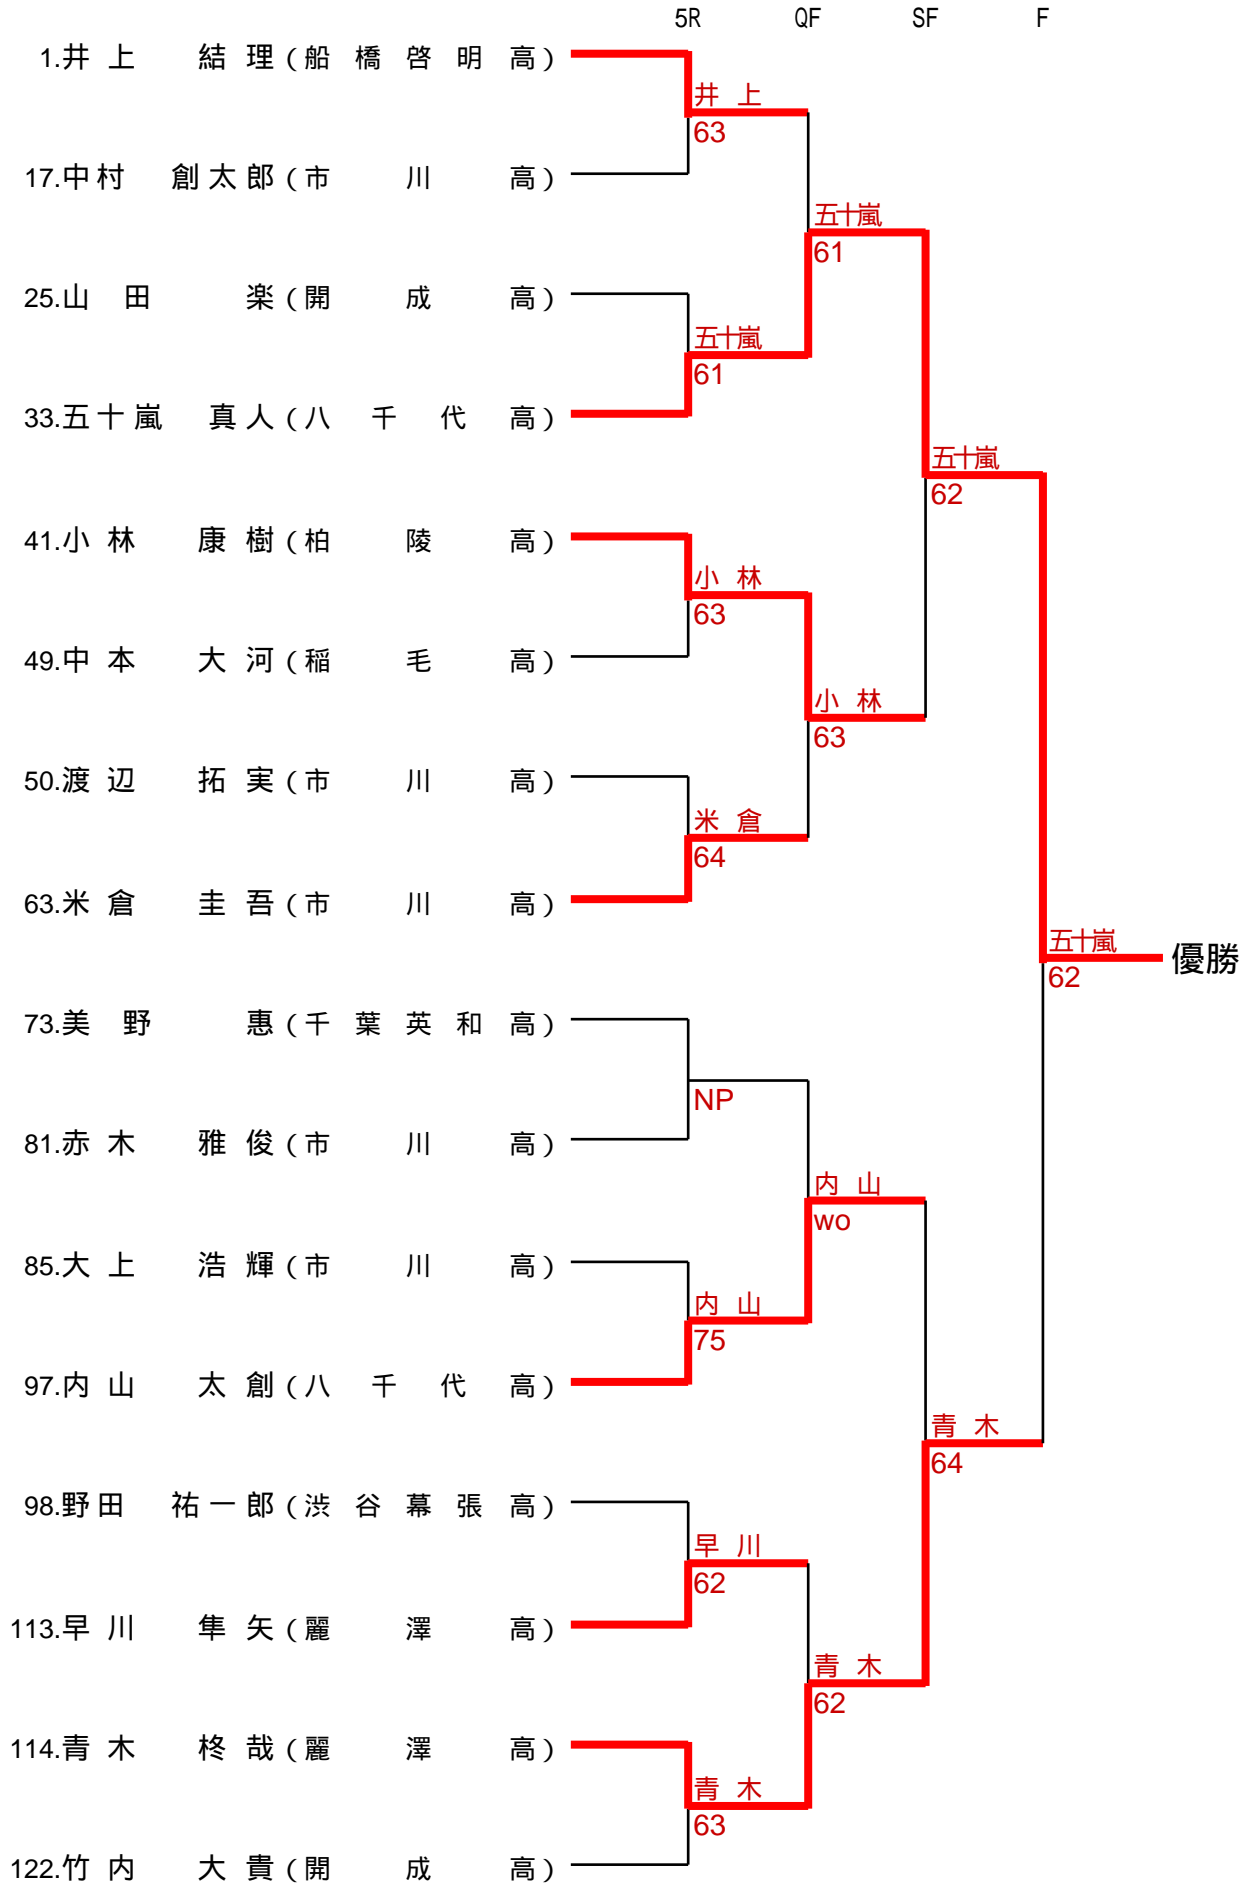 5R QF SF F
1.井上 結理(船橋啓明高)
井上
63
17.中村 創太郎(市川高)
五十嵐
61
25.山田 楽(開成高)
五十嵐
61
33.五十嵐 真人(八千代高)
五十嵐
62
41.小林 康樹(柏陵高)
小林
63
49.中本 大河(稲毛高)
小林
63
50.渡辺 拓実(市川高)
米倉
64
63.米倉 圭吾(市川高)
五十嵐
62
優勝
73.美野 惠(千葉英和高)
NP
81.赤木 雅俊(市川高)
内山
wo
85.大上 浩輝(市川高)
内山
75
97.内山 太創(八千代高)
青木
64
98.野田 祐一郎(渋谷幕張高)
早川
62
113.早川 隼矢(麗澤高)
青木
62
114.青木 柊哉(麗澤高)
青木
63
122.竹内 大貴(開成高)